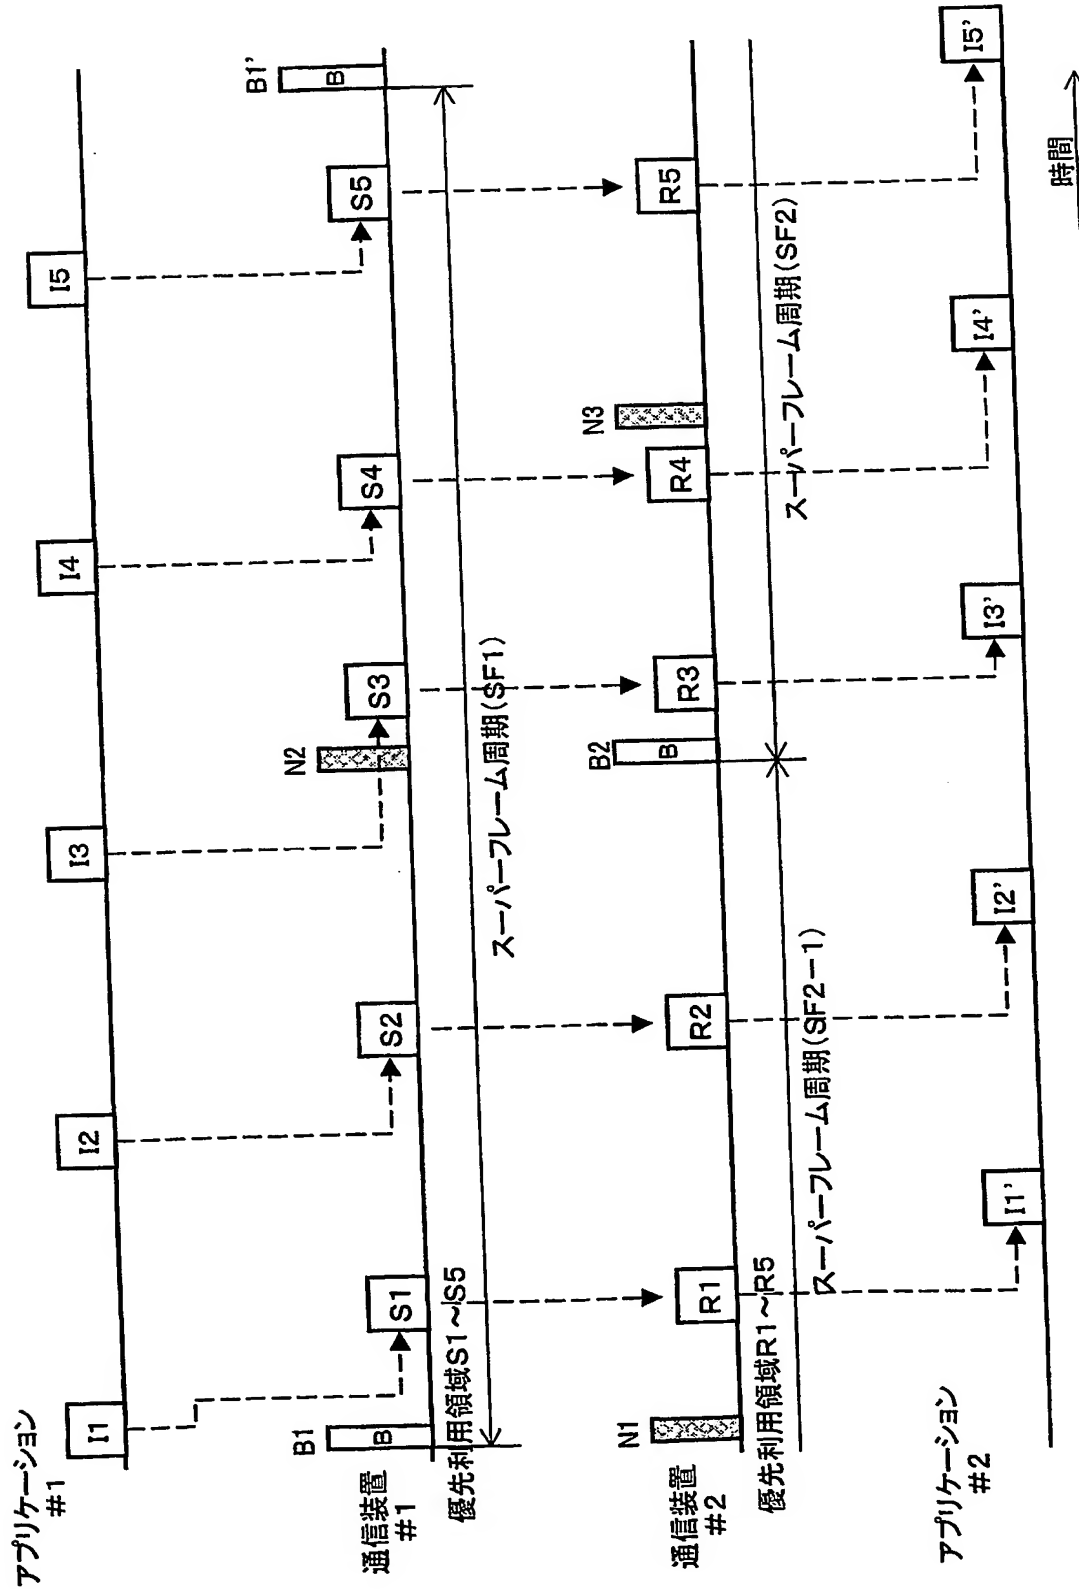 アプリケーション
#1
I1
I2
I3
I4
I5
通信装置
#1
B1
B
S1
S2
N2
S3
S4
S5
B1'
B
優先利用領域S1～S5
スーパーフレーム周期(SF1)
通信装置
#2
N1
R1
R2
B2
B
R3
R4
N3
R5
優先利用領域R1～R5
スーパーフレーム周期(SF2-1)
スーパーフレーム周期(SF2)
アプリケーション
#2
I1'
I2'
I3'
I4'
I5'
時間